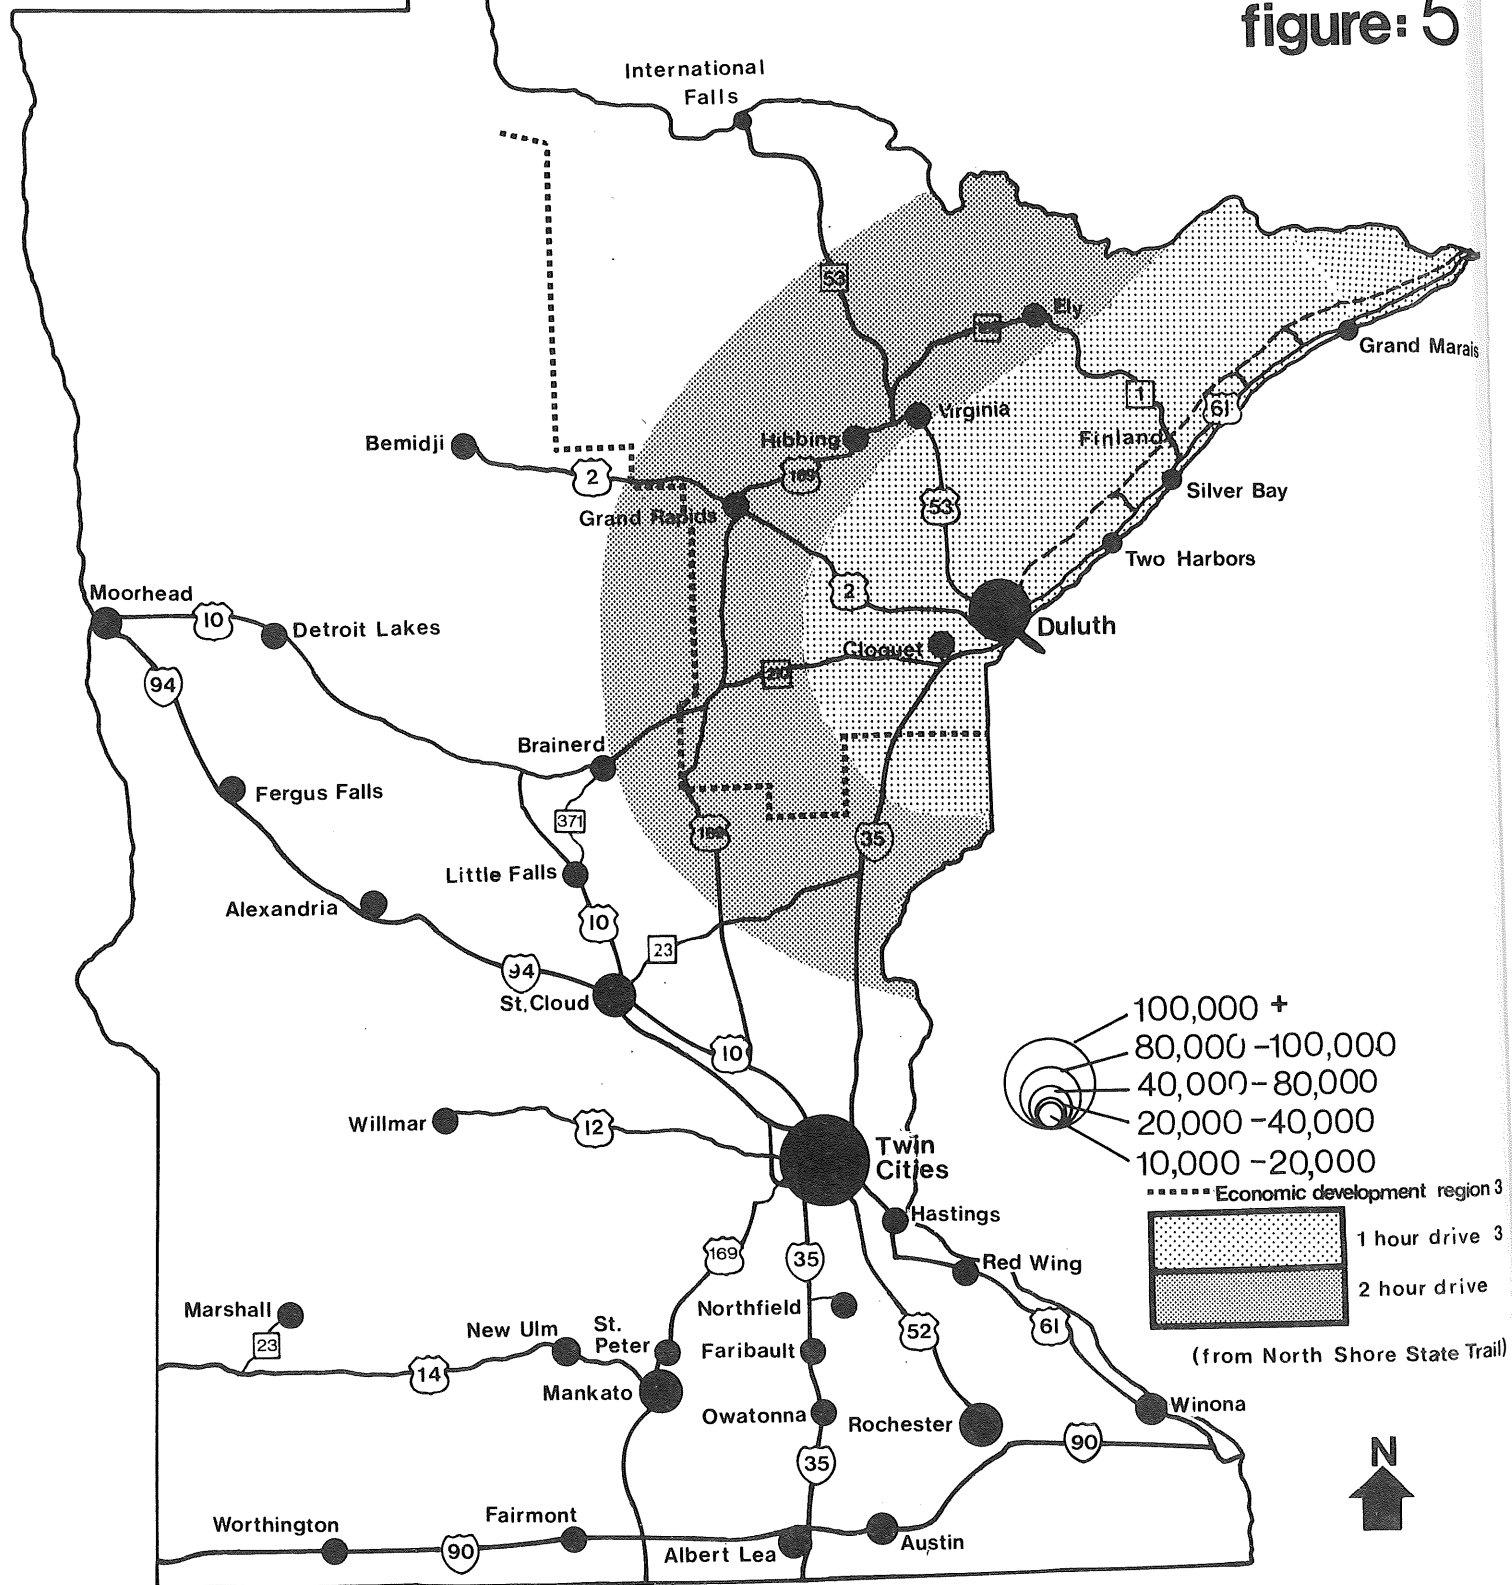 figure: 5
International
Falls
53
Ely
Grand Marais
1
61
Virginia
Hibbing
Finland
Bemidji
2
169
Silver Bay
53
Grand Rapids
Two Harbors
2
Moorhead
10
Detroit Lakes
Duluth
Cloquet
210
94
Brainerd
Fergus Falls
371
169
35
Little Falls
Alexandria
10
23
94
St. Cloud
100,000 +
80,000 - 100,000
10
40,000 - 80,000
Willmar
12
20,000 - 40,000
Twin
Cities
10,000 - 20,000
Economic development region 3
Hastings
1 hour drive 3
169
35
Red Wing
2 hour drive
Marshall
Northfield
23
New Ulm
St.
Peter
52
61
Faribault
(from North Shore State Trail)
14
Mankato
Owatonna
Rochester
Winona
90
N
35
Worthington
Fairmont
90
Albert Lea
Austin